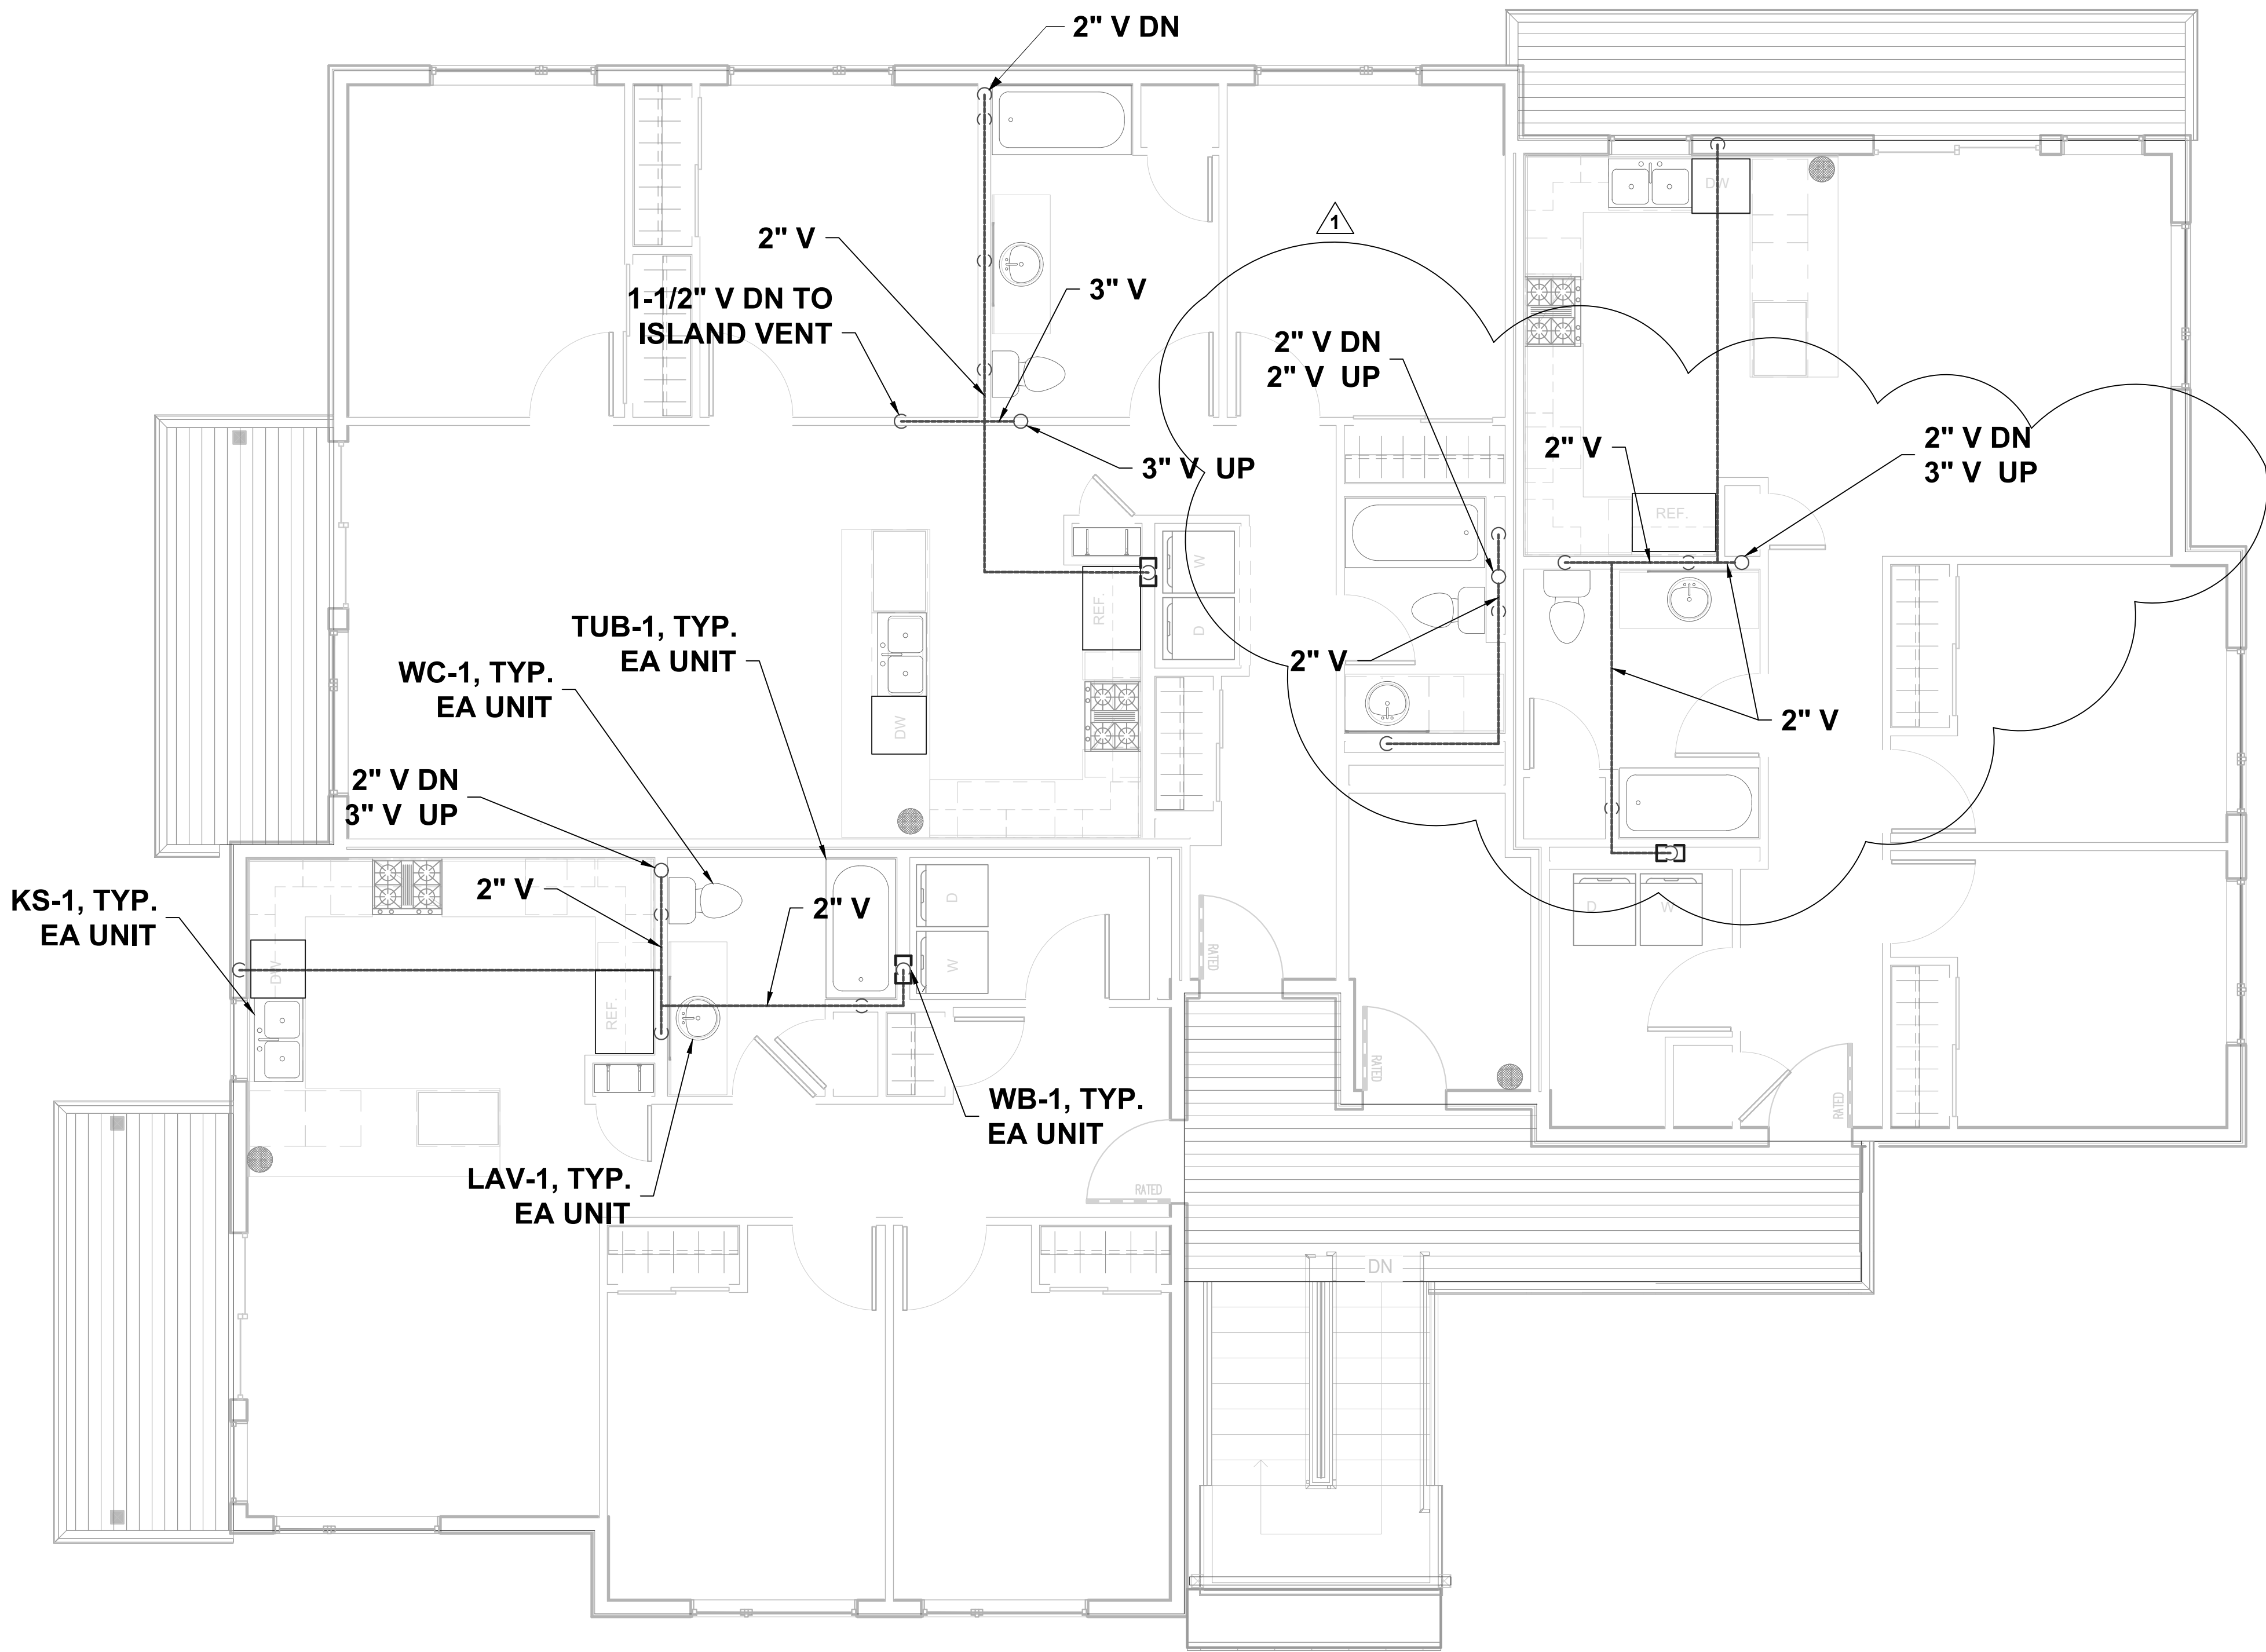 2" V DN
2" V
1-1/2" V DN TO
ISLAND VENT
3" V
3" V UP
1
2" V DN
2" V UP
2" V
DW
REF.
2" V
2" V DN
3" V UP
2" V
W
D
REF.
DW
TUB-1, TYP.
EA UNIT
WC-1, TYP.
EA UNIT
2" V DN
3" V UP
2" V
2" V
KS-1, TYP.
EA UNIT
DW
REF.
D
W
D
W
WB-1, TYP.
EA UNIT
LAV-1, TYP.
EA UNIT
RATED
RATED
RATED
RATED
DN